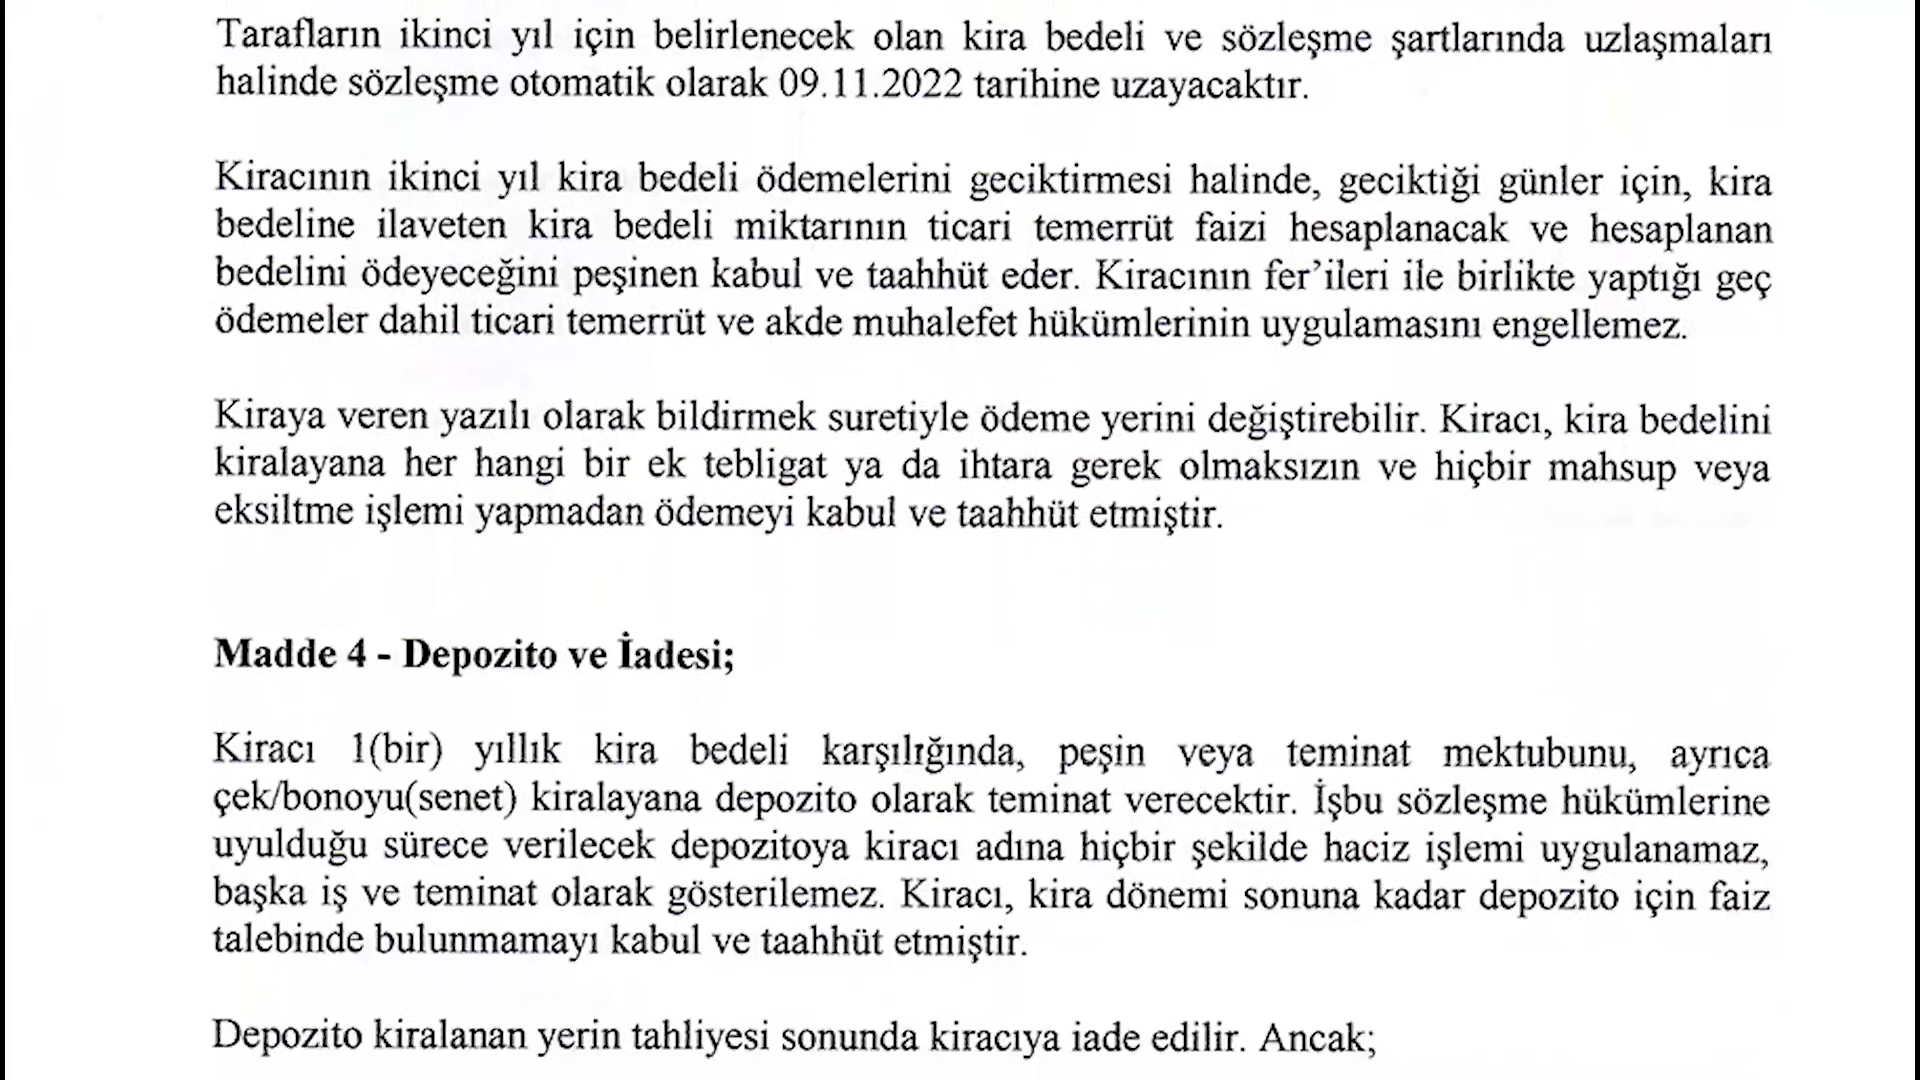 Tarafların ikinci yıl için belirlenecek olan kira bedeli ve sözleşme şartlarında uzlaşmaları
halinde sözleşme otomatik olarak 09.11.2022 tarihine uzayacaktır.
Kiracının ikinci yıl kira bedeli ödemelerini geciktirmesi halinde, geciktiği günler için, kira
bedeline ilaveten kira bedeli miktarının ticari temerrüt faizi hesaplanacak ve hesaplanan
bedelini ödeyeceğini peşinen kabul ve taahhüt eder. Kiracının fer’ileri ile birlikte yaptığı geç
ödemeler dahil ticari temerrüt ve akde muhalefet hükümlerinin uygulamasını engellemez.
Kiraya veren yazılı olarak bildirmek suretiyle ödeme yerini değiştirebilir. Kiracı, kira bedelini
kiralayana her hangi bir ek tebligat ya da ihtara gerek olmaksızın ve hiçbir mahsup veya
eksiltme işlemi yapmadan ödemeyi kabul ve taahhüt etmiştir.
Madde 4 - Depozito ve İadesi;
Kiracı 1(bir) yıllık kira bedeli karşılığında, peşin veya teminat mektubunu, ayrıca
çek/bonoyu(senet) kiralayana depozito olarak teminat verecektir. İşbu sözleşme hükümlerine
uyulduğu sürece verilecek depozitoya kiracı adına hiçbir şekilde haciz işlemi uygulanamaz,
başka iş ve teminat olarak gösterilemez. Kiracı, kira dönemi sonuna kadar depozito için faiz
talebinde bulunmamayı kabul ve taahhüt etmiştir.
Depozito kiralanan yerin tahliyesi sonunda kiracıya iade edilir. Ancak;